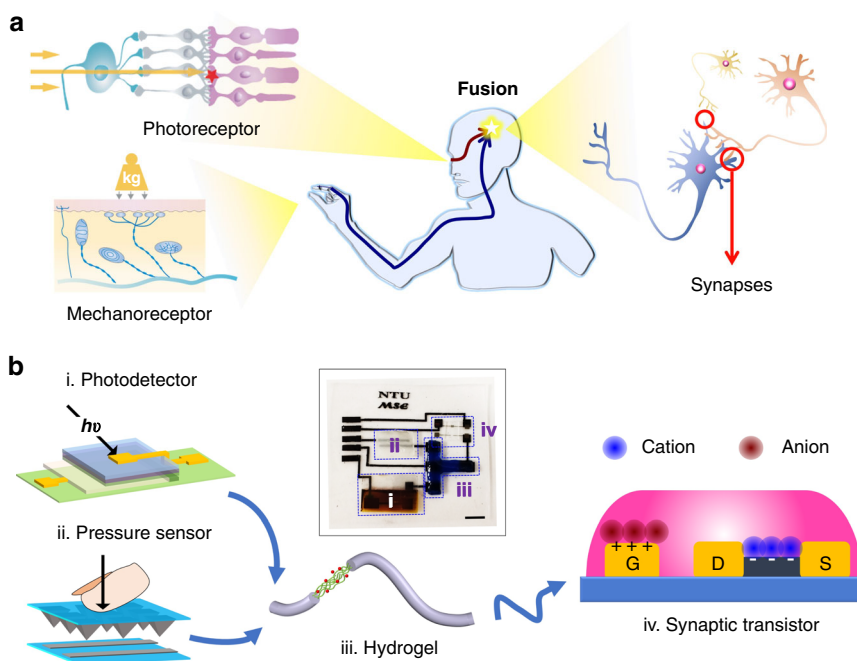 a
Photoreceptor
kg
Mechanoreceptor
Fusion
Synapses
b
i. Photodetector
hυ
ii. Pressure sensor
NTU
MSE
i
ii
iii
iv
iii. Hydrogel
Cation
Anion
+ + +
G
D
- - -
S
iv. Synaptic transistor